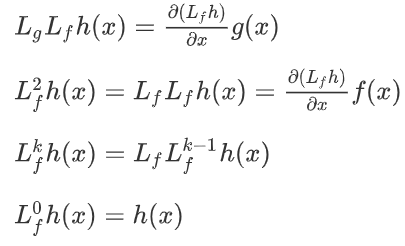 $L_g L_f h(x) = \frac{\partial (L_f h)}{\partial x} g(x)$
$L_f^2 h(x) = L_f L_f h(x) = \frac{\partial (L_f h)}{\partial x} f(x)$
$L_f^k h(x) = L_f L_f^{k-1} h(x)$
$L_f^0 h(x) = h(x)$